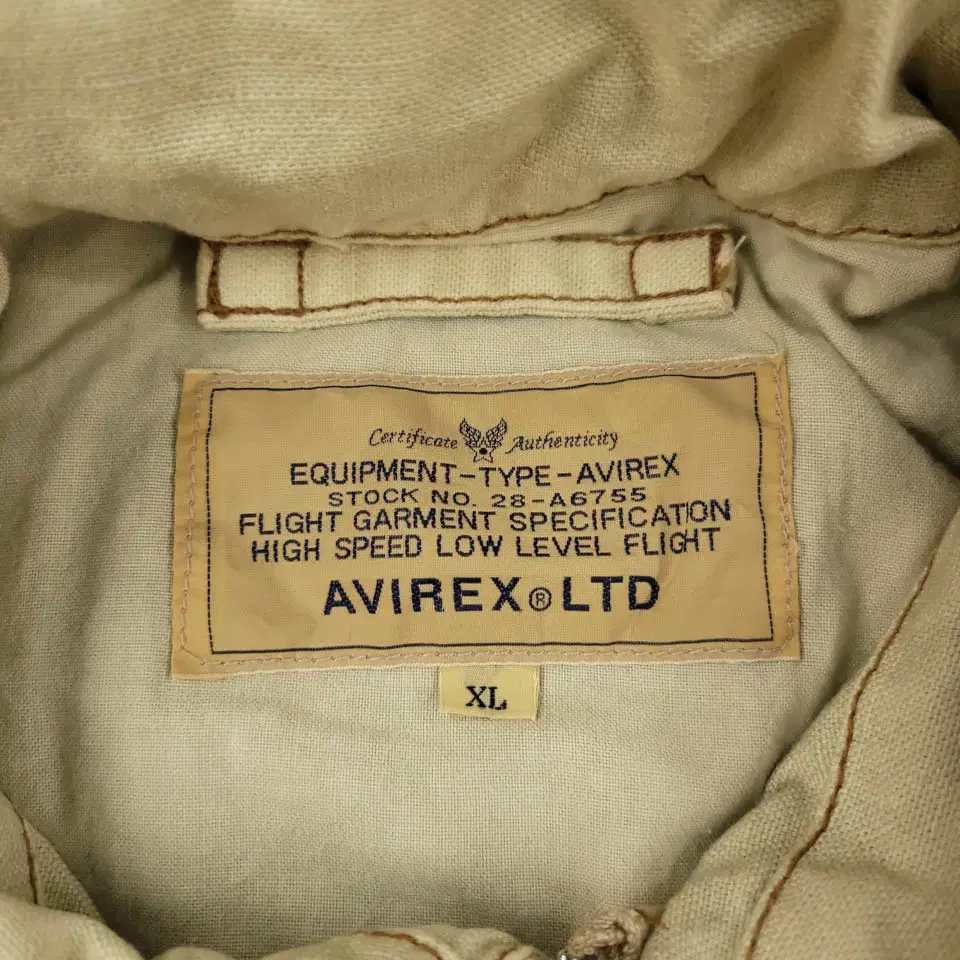 Certificate Authenticity
EQUIPMENT-TYPE-AVIREX
STOCK NO. 28-A6755
FLIGHT GARMENT SPECIFICATION
HIGH SPEED LOW LEVEL FLIGHT
AVIREX® LTD
XL